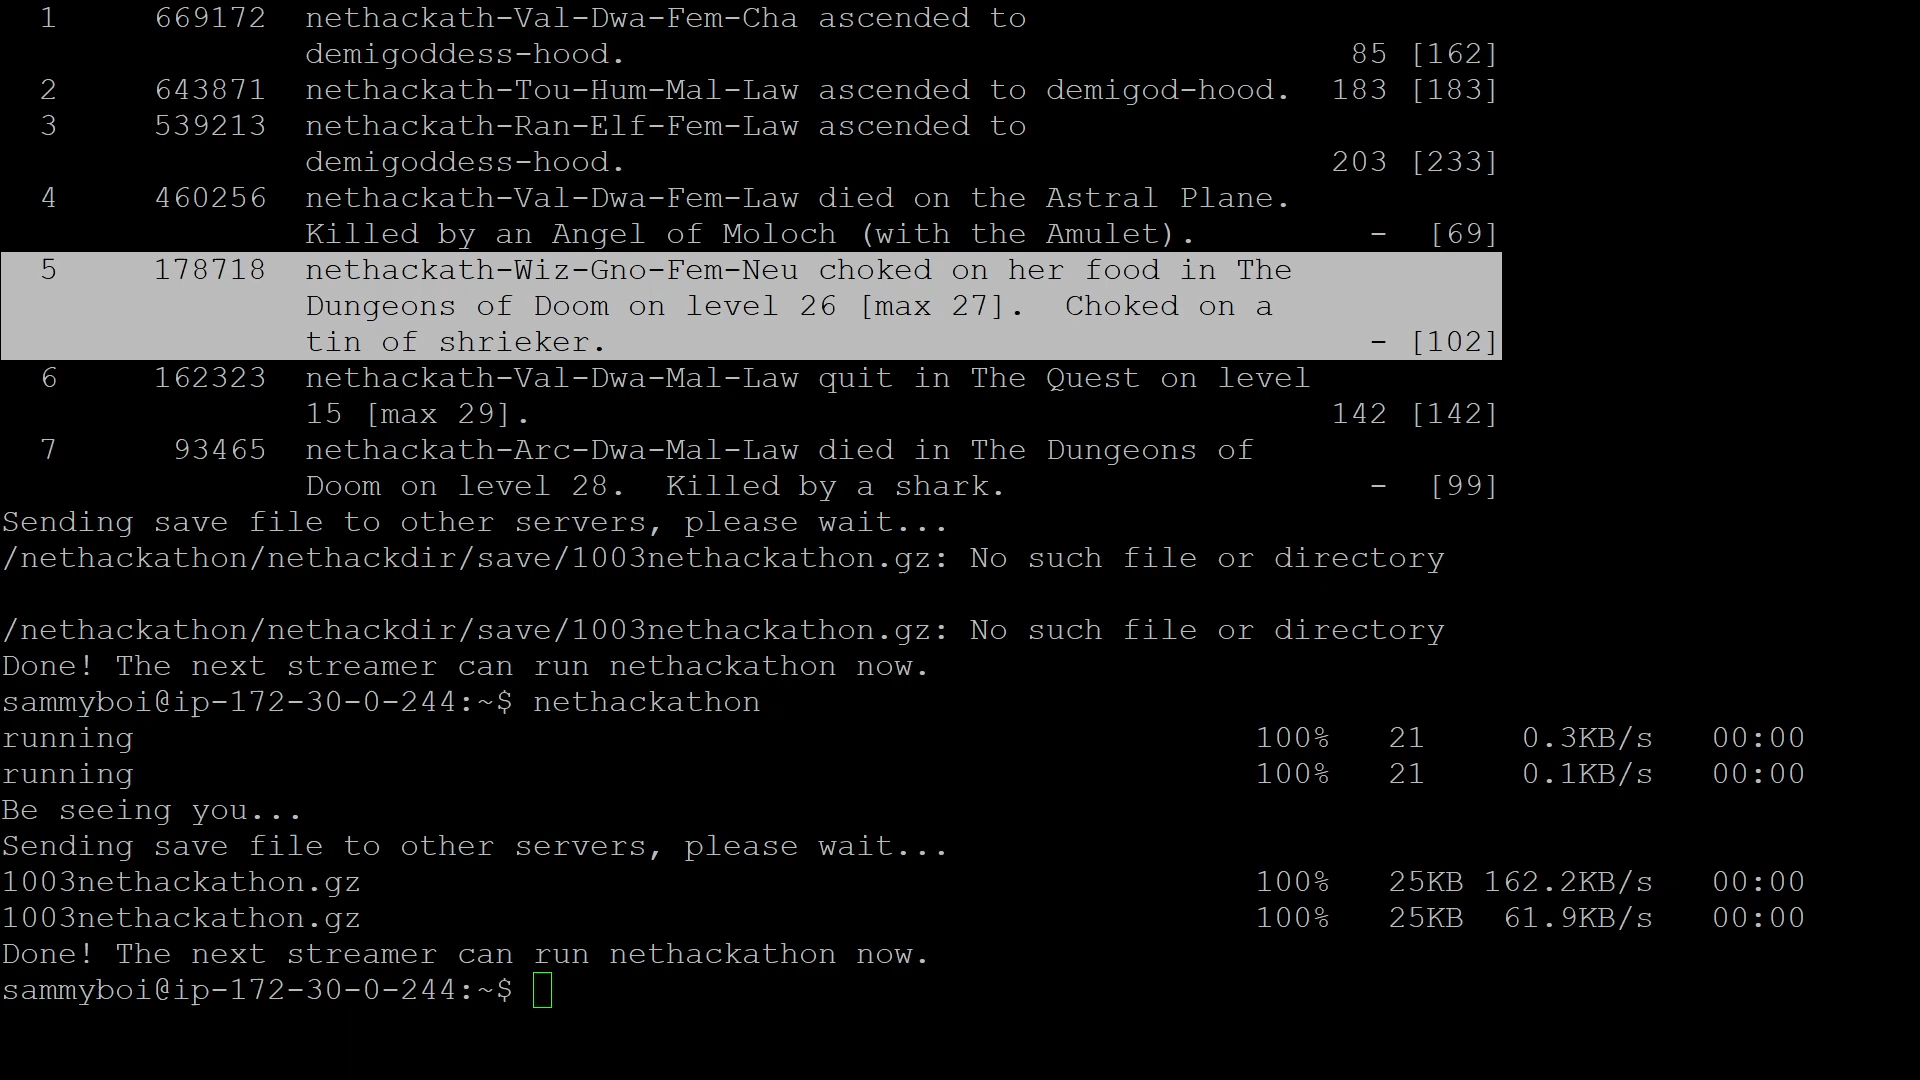 1 669172 nethackath-Val-Dwa-Fem-Cha ascended to
demigoddess-hood. 85 [162]
2 643871 nethackath-Tou-Hum-Mal-Law ascended to demigod-hood. 183 [183]
3 539213 nethackath-Ran-Elf-Fem-Law ascended to
demigoddess-hood. 203 [233]
4 460256 nethackath-Val-Dwa-Fem-Law died on the Astral Plane.
Killed by an Angel of Moloch (with the Amulet). - [69]
5 178718 nethackath-Wiz-Gno-Fem-Neu choked on her food in The
Dungeons of Doom on level 26 [max 27]. Choked on a
tin of shrieker. - [102]
6 162323 nethackath-Val-Dwa-Mal-Law quit in The Quest on level
15 [max 29]. 142 [142]
7 93465 nethackath-Arc-Dwa-Mal-Law died in The Dungeons of
Doom on level 28. Killed by a shark. - [99]
Sending save file to other servers, please wait...
/nethackathon/nethackdir/save/1003nethackathon.gz: No such file or directory
/nethackathon/nethackdir/save/1003nethackathon.gz: No such file or directory
Done! The next streamer can run nethackathon now.
sammyboi@ip-172-30-0-244:~$ nethackathon
running 100% 21 0.3KB/s 00:00
running 100% 21 0.1KB/s 00:00
Be seeing you...
Sending save file to other servers, please wait...
1003nethackathon.gz 100% 25KB 162.2KB/s 00:00
1003nethackathon.gz 100% 25KB 61.9KB/s 00:00
Done! The next streamer can run nethackathon now.
sammyboi@ip-172-30-0-244:~$